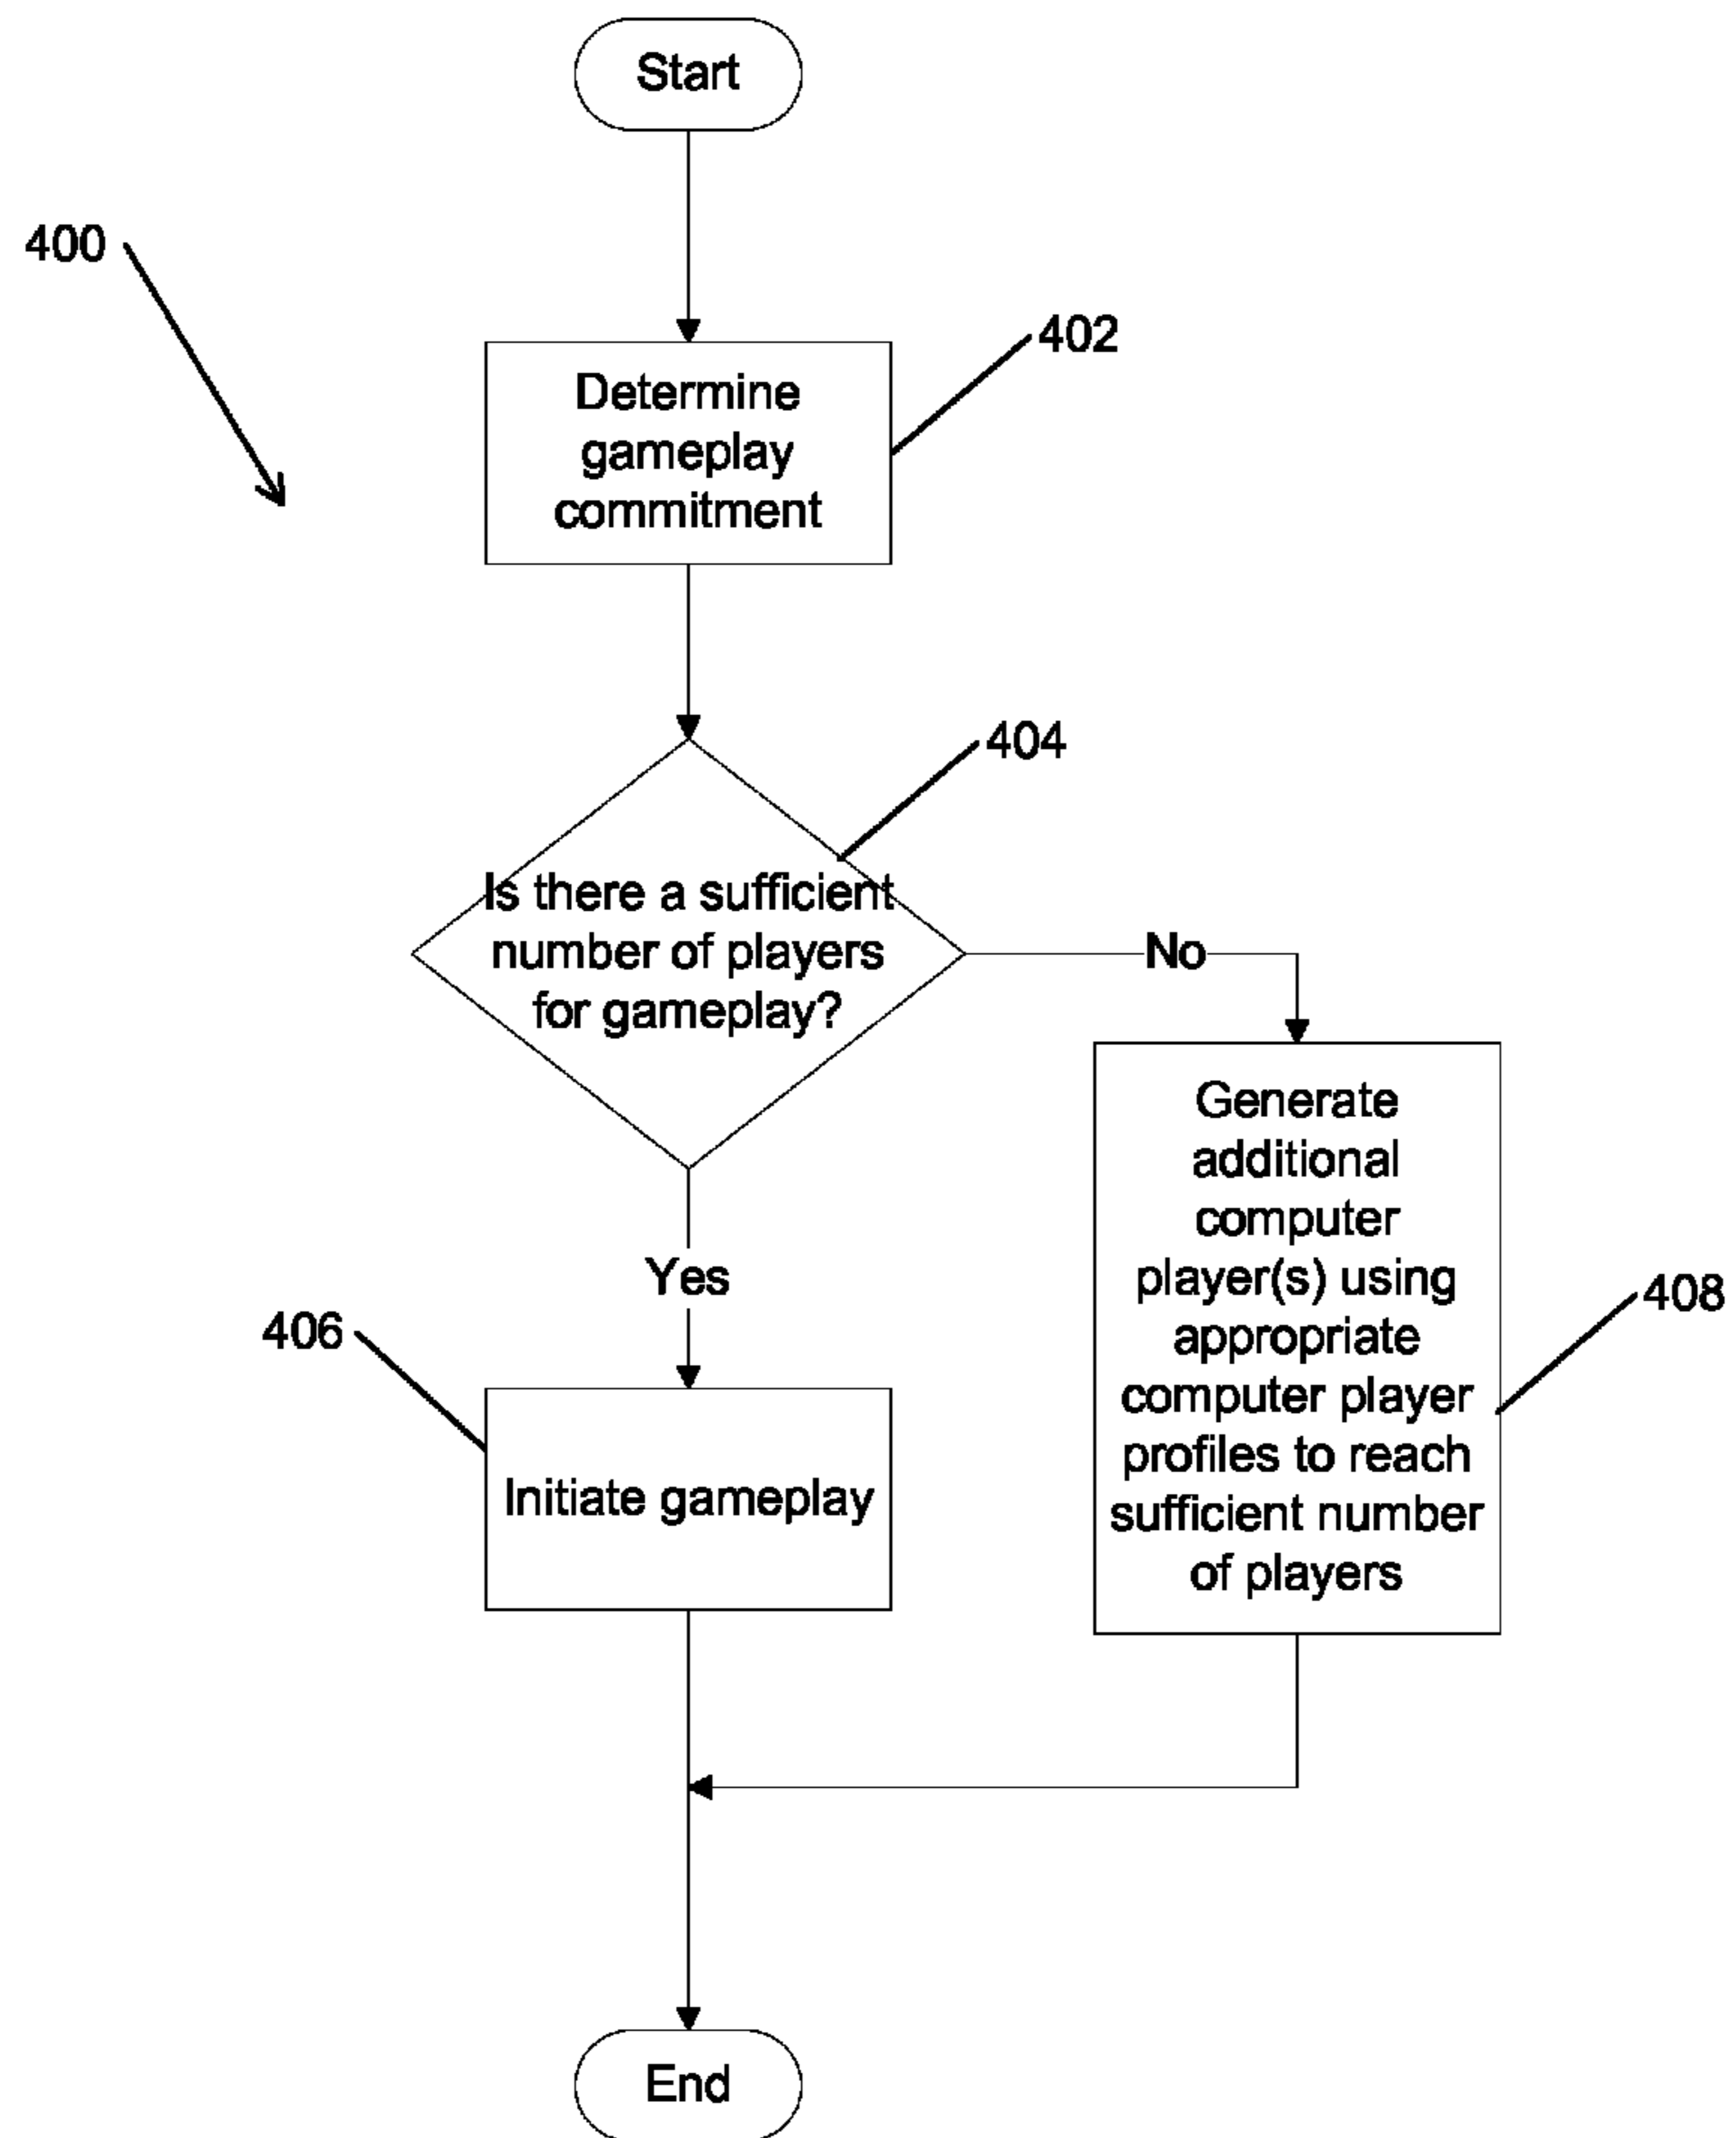 Start
400
402
Determine
gameplay
commitment
404
Is there a sufficient
number of players
for gameplay?
No
Yes
Generate
additional
computer
player(s) using
appropriate
computer player
profiles to reach
sufficient number
of players
408
406
Initiate gameplay
End